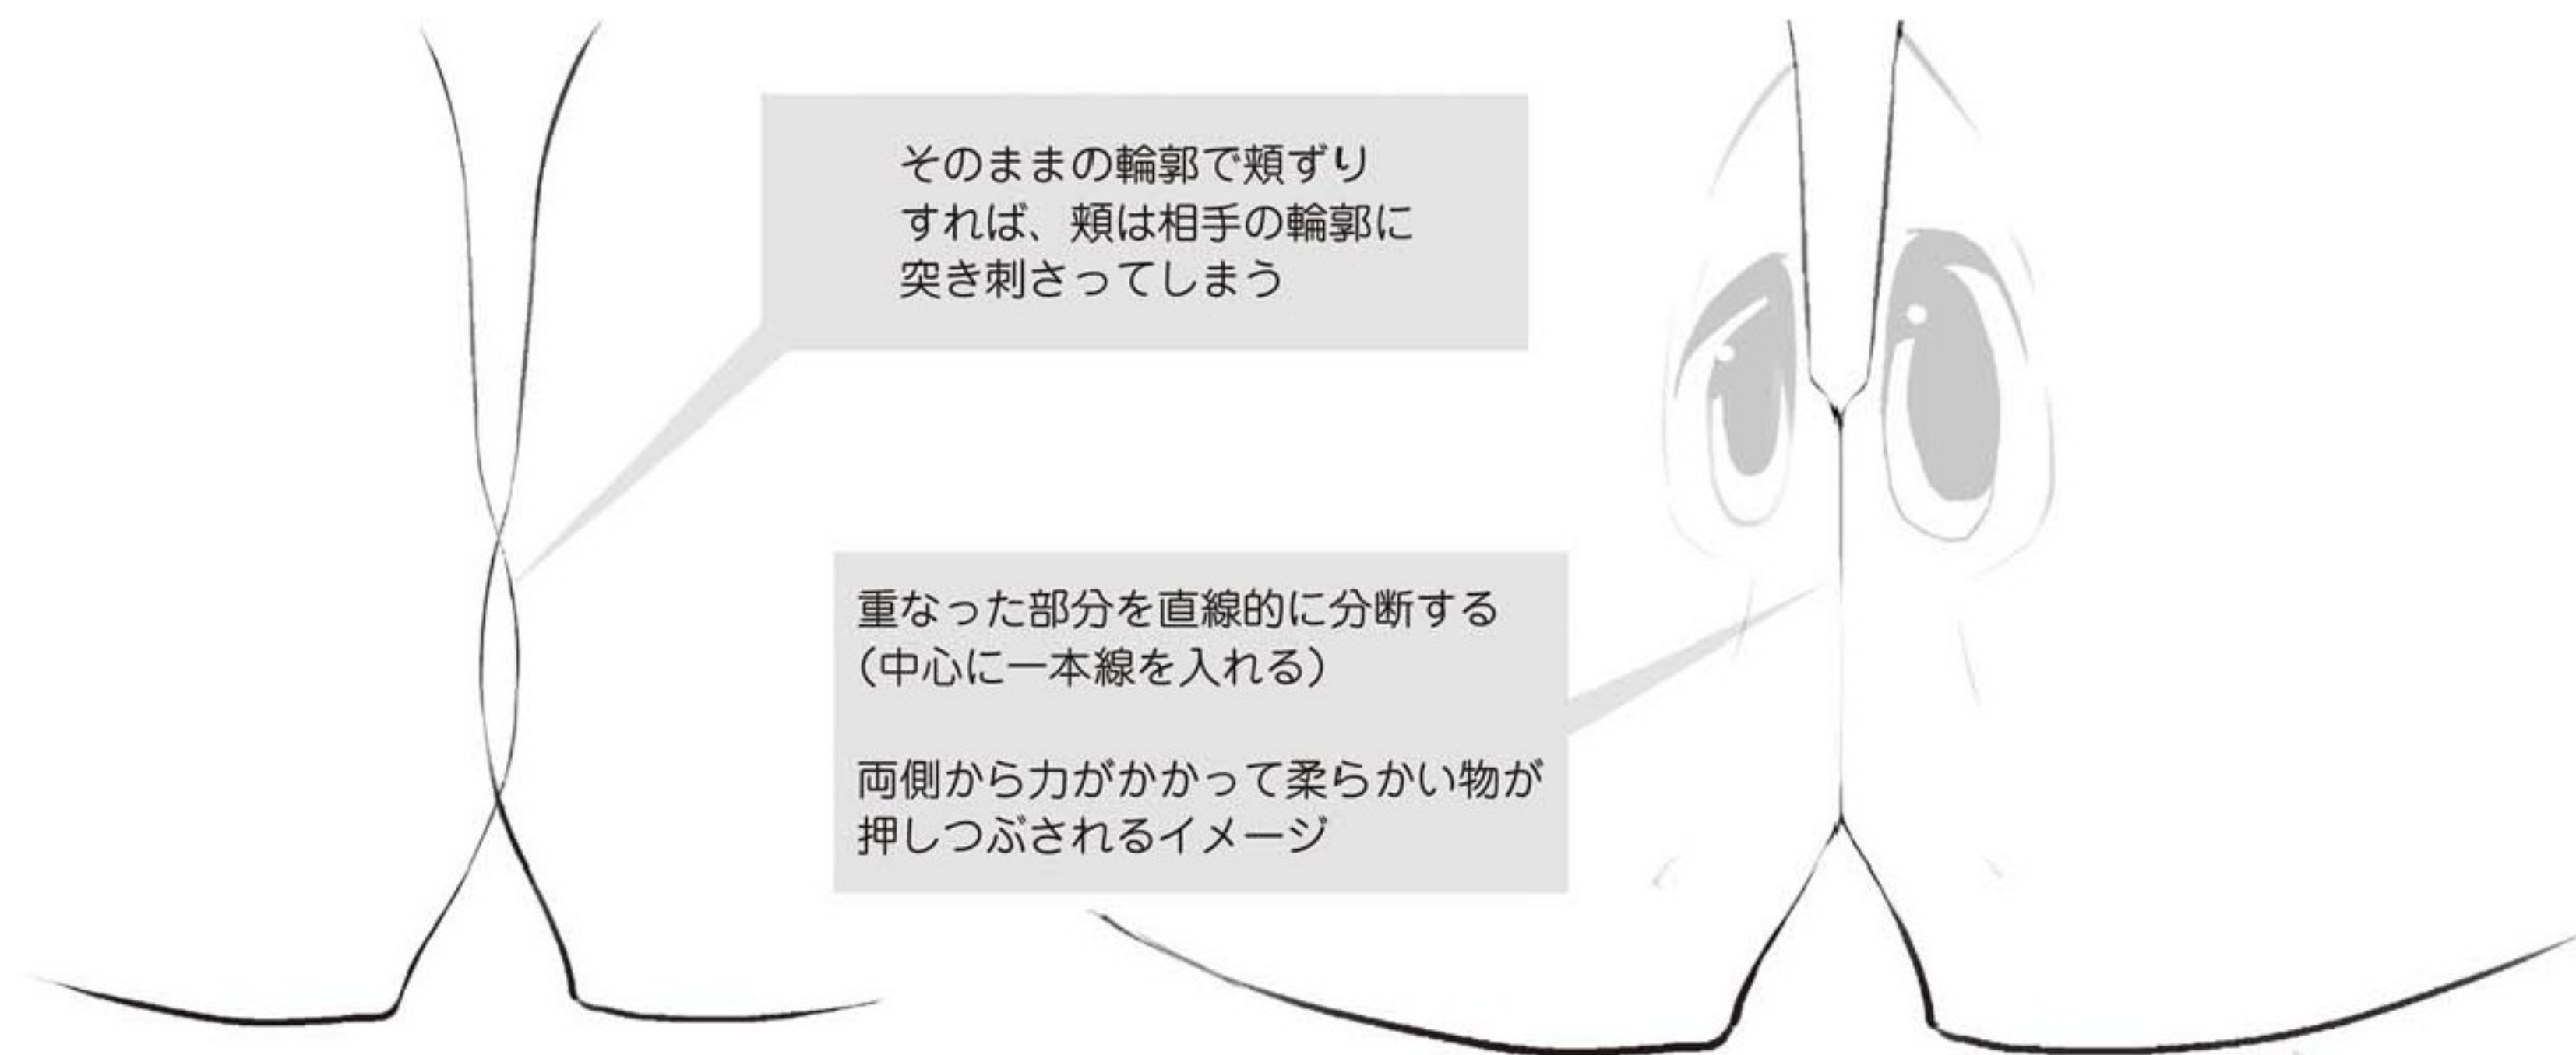 そのままの輪郭で頬ずり
すれば、頬は相手の輪郭に
突き刺さってしまう
重なった部分を直線的に分断する
（中心に一本線を入れる）
両側から力がかかって柔らかい物が
押しつぶされるイメージ